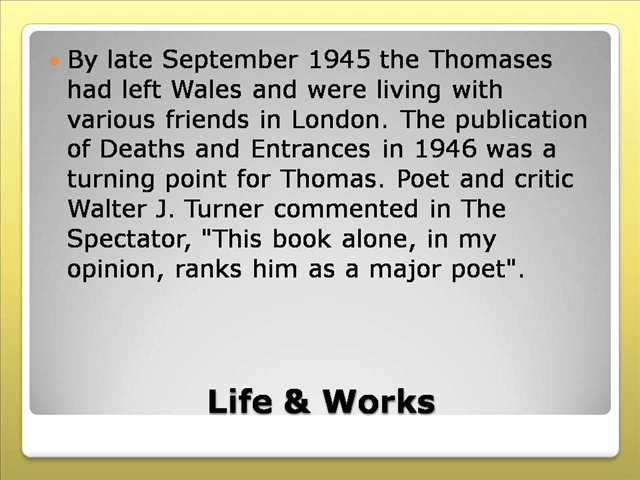 By late September 1945 the Thomases
had left Wales and were living with
various friends in London. The publication
of Deaths and Entrances in 1946 was a
turning point for Thomas. Poet and critic
Walter J. Turner commented in The
Spectator, "This book alone, in my
opinion, ranks him as a major poet".
Life & Works